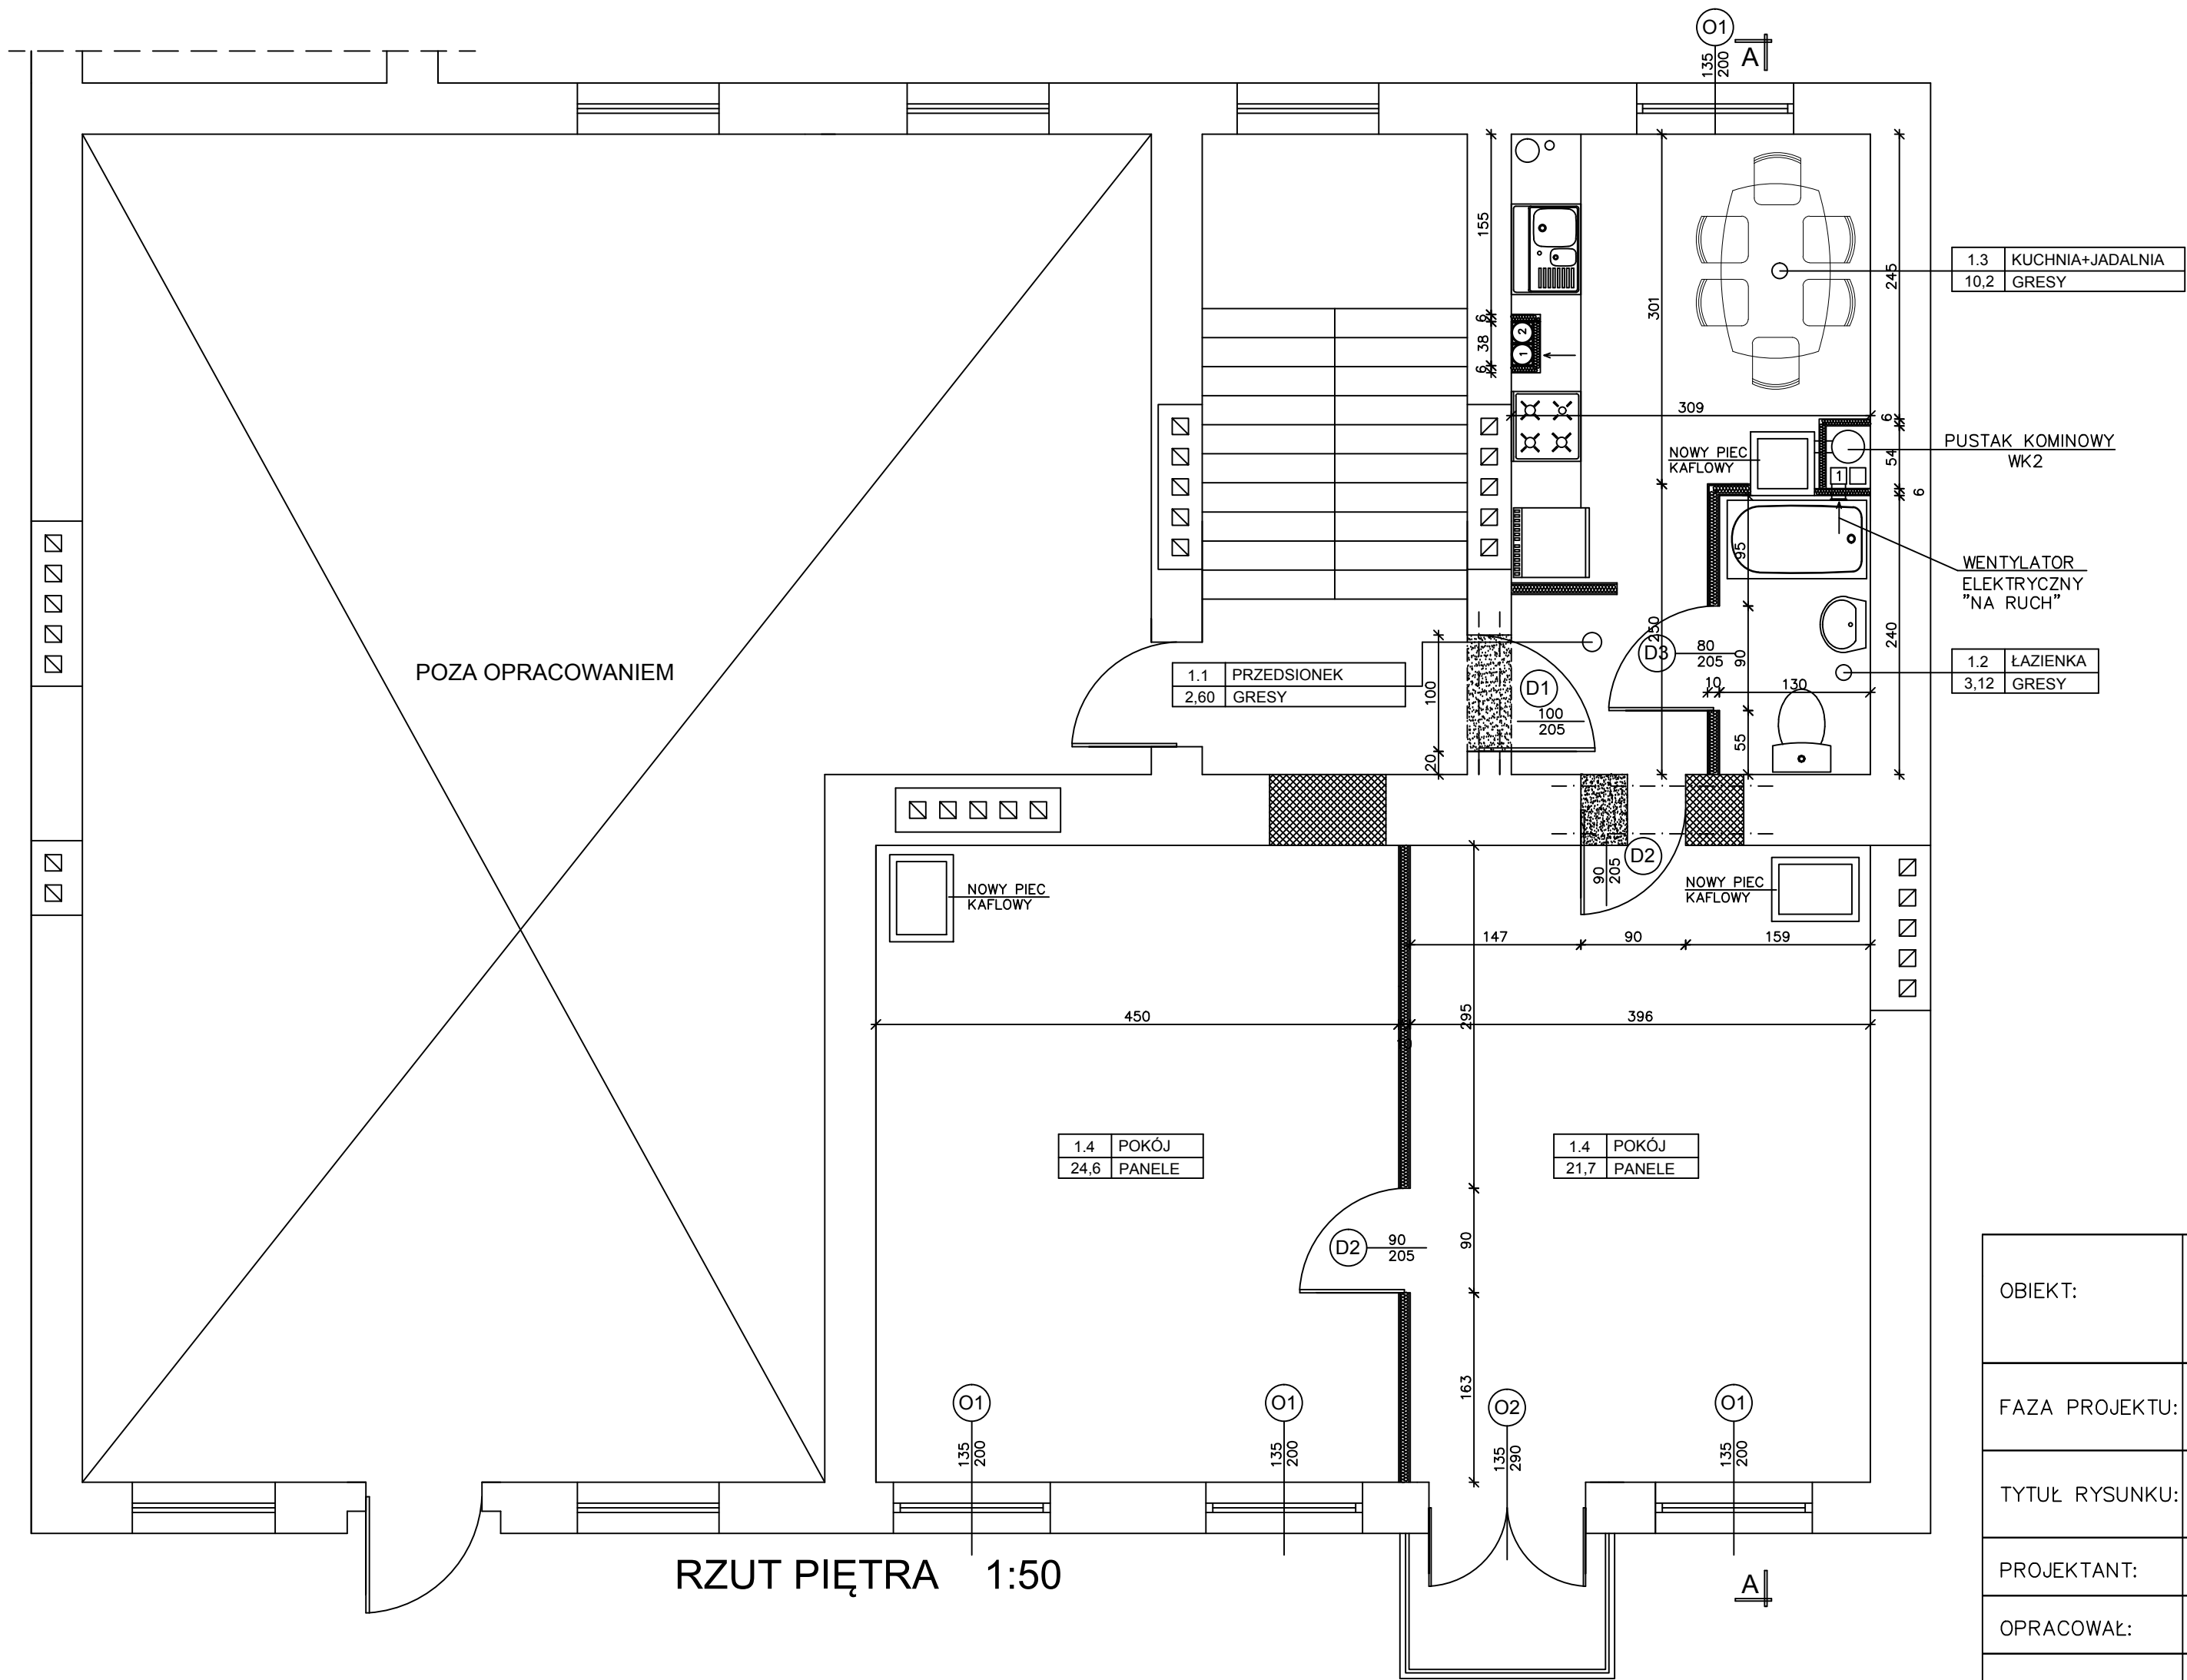 O1
135
200
A
155
6
38
6
2
1
301
245
309
6
54
6
1.3 KUCHNIA+JADALNIA
10,2 GRESY
PUSTAK KOMINOWY
WK2
NOWY PIEC
KAFLOWY
1
WENTYLATOR
ELEKTRYCZNY
"NA RUCH"
95
240
250
D3
80
205
90
10
130
55
1.2 ŁAZIENKA
3,12 GRESY
1.1 PRZEDSIONEK
2,60 GRESY
100
20
D1
100
205
POZA OPRACOWANIEM
D2
90
205
NOWY PIEC
KAFLOWY
NOWY PIEC
KAFLOWY
147
90
159
295
450
396
1.4 POKÓJ
24,6 PANELE
1.4 POKÓJ
21,7 PANELE
D2
90
205
90
163
O1
135
200
O1
135
200
O2
135
290
O1
135
200
RZUT PIĘTRA 1:50
A
OBIEKT:
FAZA PROJEKTU:
TYTUŁ RYSUNKU:
PROJEKTANT:
OPRACOWAŁ: